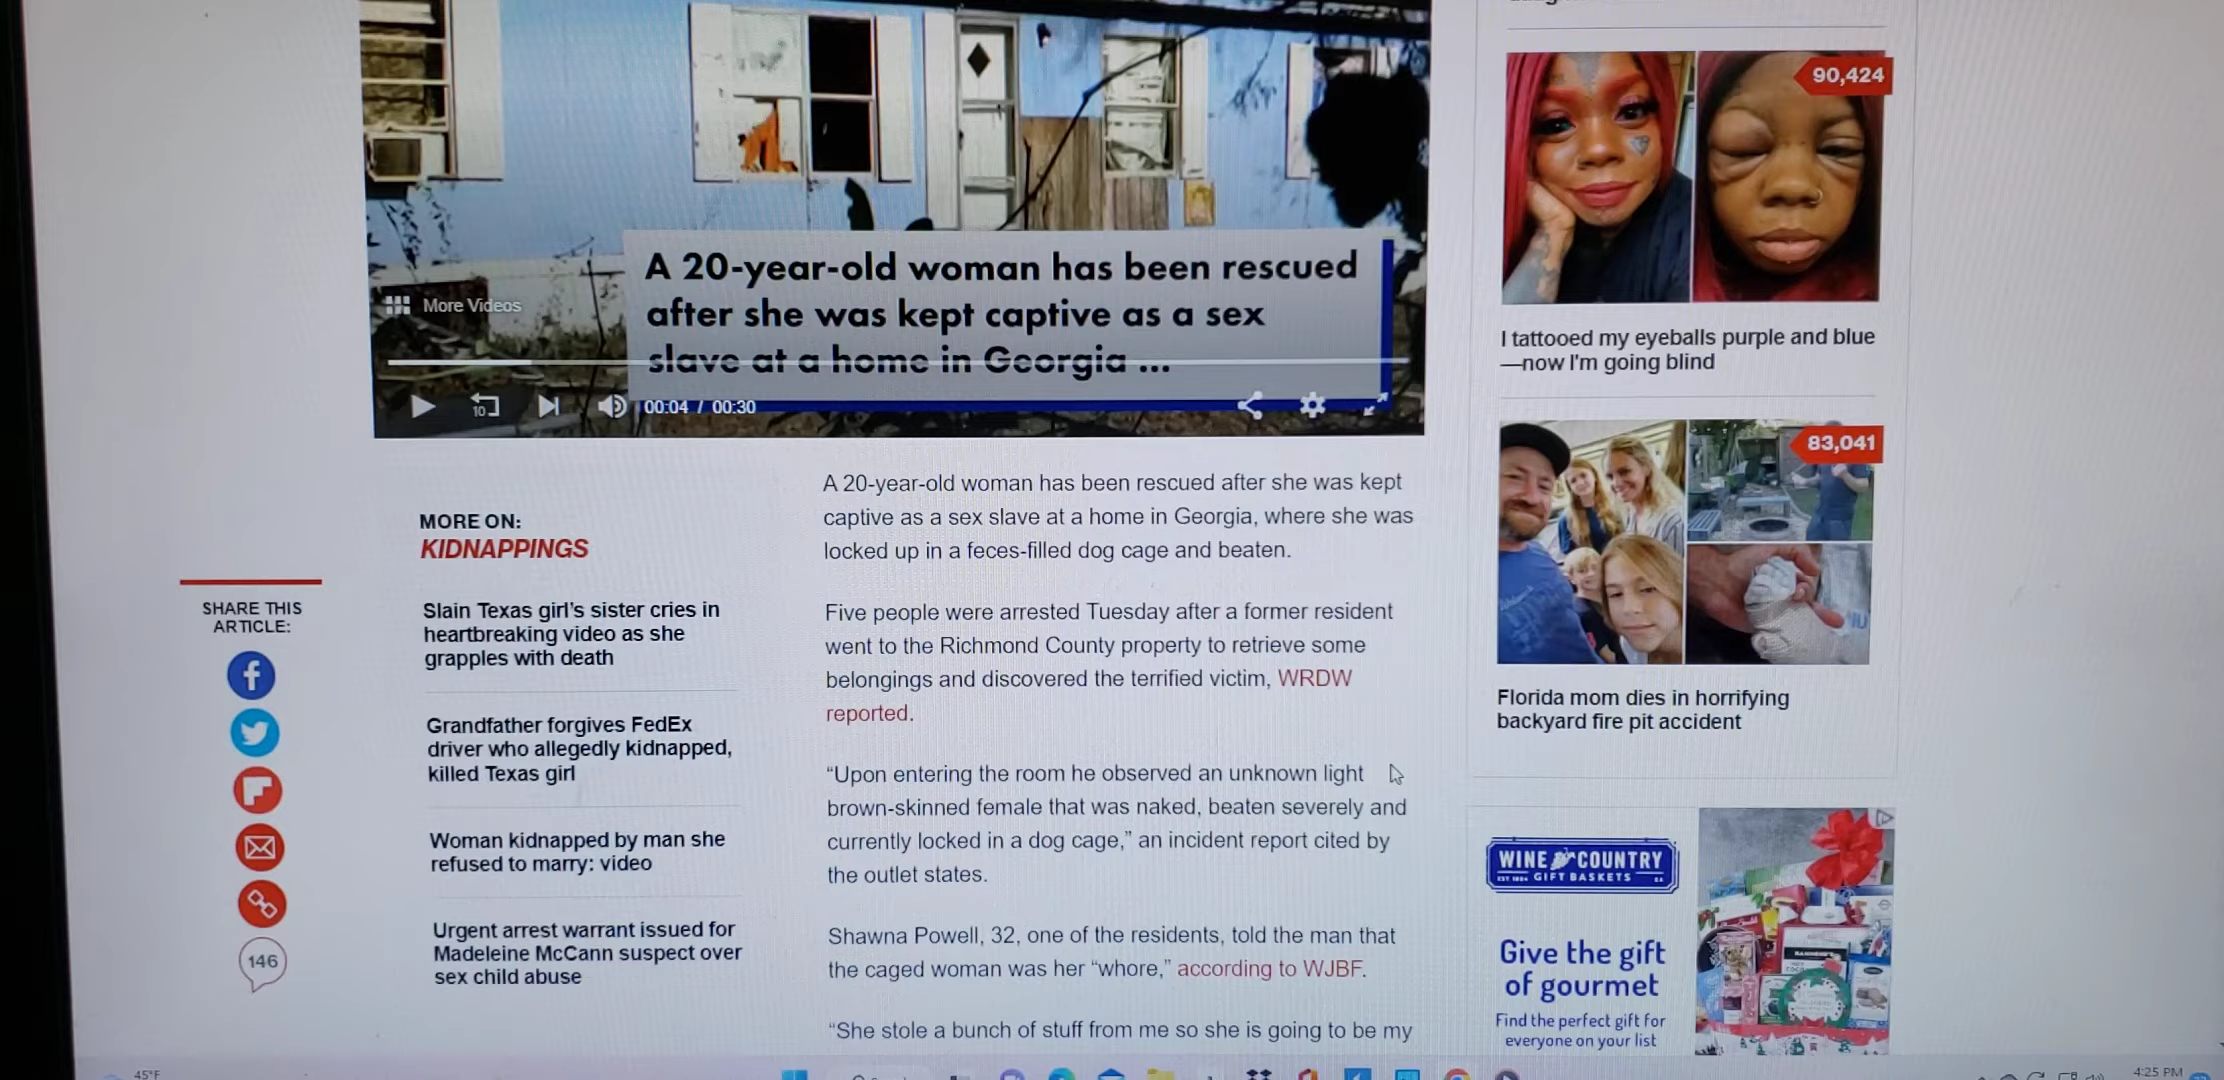 A 20-year-old woman has been rescued
after she was kept captive as a sex
slave at a home in Georgia ...
More Videos
10
00:04 / 00:30
SHARE THIS
ARTICLE:
146
MORE ON:
KIDNAPPINGS
Slain Texas girl's sister cries in
heartbreaking video as she
grapples with death
Grandfather forgives FedEx
driver who allegedly kidnapped,
killed Texas girl
Woman kidnapped by man she
refused to marry: video
Urgent arrest warrant issued for
Madeleine McCann suspect over
sex child abuse
A 20-year-old woman has been rescued after she was kept
captive as a sex slave at a home in Georgia, where she was
locked up in a feces-filled dog cage and beaten.
Five people were arrested Tuesday after a former resident
went to the Richmond County property to retrieve some
belongings and discovered the terrified victim, WRDW
reported.
“Upon entering the room he observed an unknown light
brown-skinned female that was naked, beaten severely and
currently locked in a dog cage,” an incident report cited by
the outlet states.
Shawna Powell, 32, one of the residents, told the man that
the caged woman was her “whore,” according to WJBF.
“She stole a bunch of stuff from me so she is going to be my
90,424
I tattooed my eyeballs purple and blue
—now I'm going blind
83,041
Florida mom dies in horrifying
backyard fire pit accident
WINE COUNTRY
GIFT BASKETS
Give the gift
of gourmet
Find the perfect gift for
everyone on your list
45°F
4:25 PM